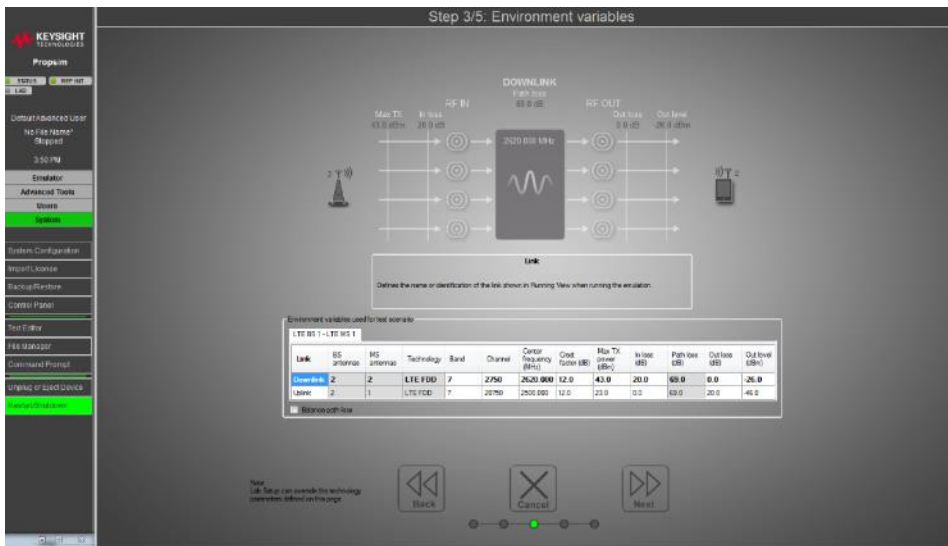 Step 3/5: Environment variables
KEYSIGHT
TECHNOLOGIES
Propsim
STATUS
REF INT
LAB
Default Advanced User
No File Name*
Stopped
3:50 PM
Emulator
Advanced Tools
Users
System
System Configuration
Import License
Backup/Restore
Control Panel
Text Editor
File Manager
Command Prompt
Unplug or Eject Device
Restart/Shutdown
DOWNLINK
Path loss
69.0 dB
RF IN
RF OUT
Max TX
In loss
Out loss
Out level
43.0 dBm
20.0 dB
0.0 dB
-26.0 dBm
2620.000 MHz
2
2
Link
Defines the name or identification of the link shown in Running View when running the emulation.
Environment variables used for test scenario
LTE BS 1 - LTE MS 1
Link BS antennas MS antennas Technology Band Channel Center frequency (MHz) Crest factor (dB) Max TX power (dBm) In loss (dB) Path loss (dB) Out loss (dB) Out level (dBm)
Downlink 2 2 LTE FDD 7 2750 2620.000 12.0 43.0 20.0 69.0 0.0 -26.0
Uplink 2 1 LTE FDD 7 20750 2500.000 12.0 23.0 0.0 69.0 20.0 -46.0
Balance path loss
Note
Lab Setup can override the technology
parameters defined on this page.
Back
Cancel
Next